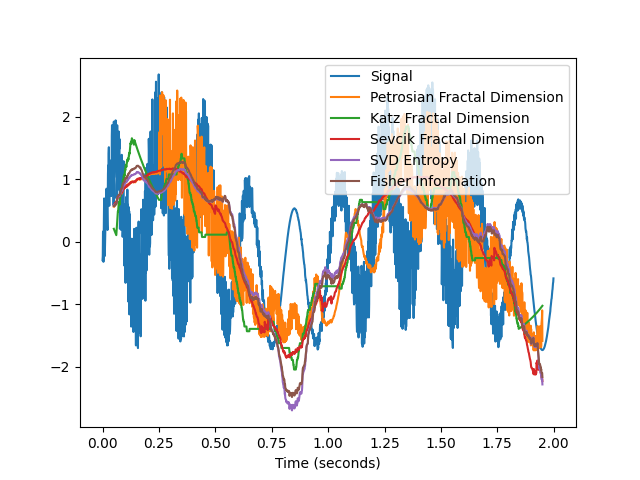 Signal
Petrosian Fractal Dimension
Katz Fractal Dimension
Sevcik Fractal Dimension
SVD Entropy
Fisher Information
2
1
0
−1
−2
0.00 0.25 0.50 0.75 1.00 1.25 1.50 1.75 2.00
Time (seconds)